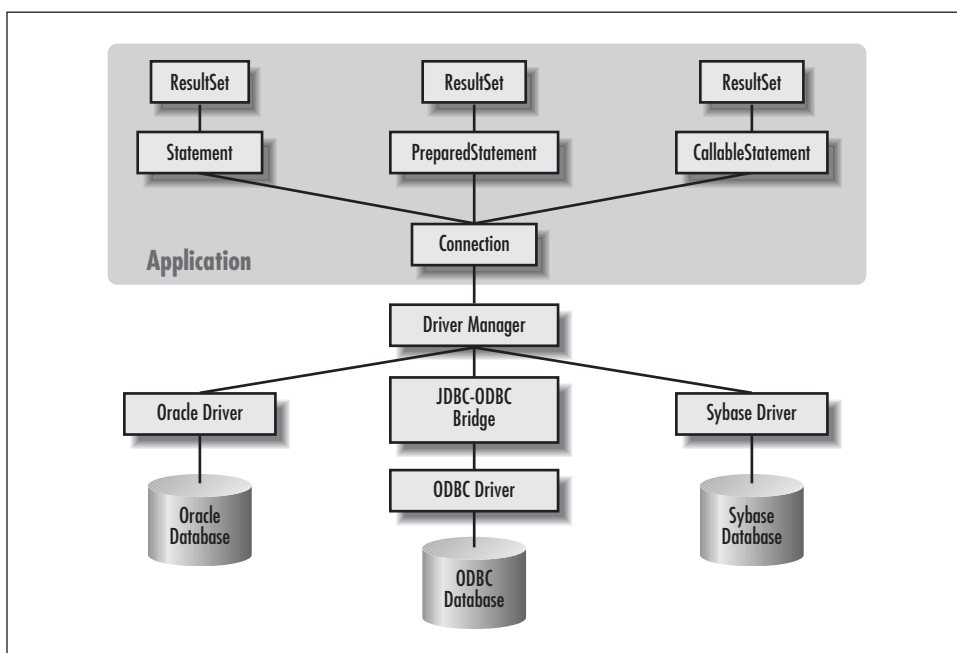 ResultSet
ResultSet
ResultSet
Statement
PreparedStatement
CallableStatement
Connection
Application
Driver Manager
Oracle Driver
JDBC-ODBC
Bridge
Sybase Driver
ODBC Driver
Oracle
Database
Sybase
Database
ODBC
Database